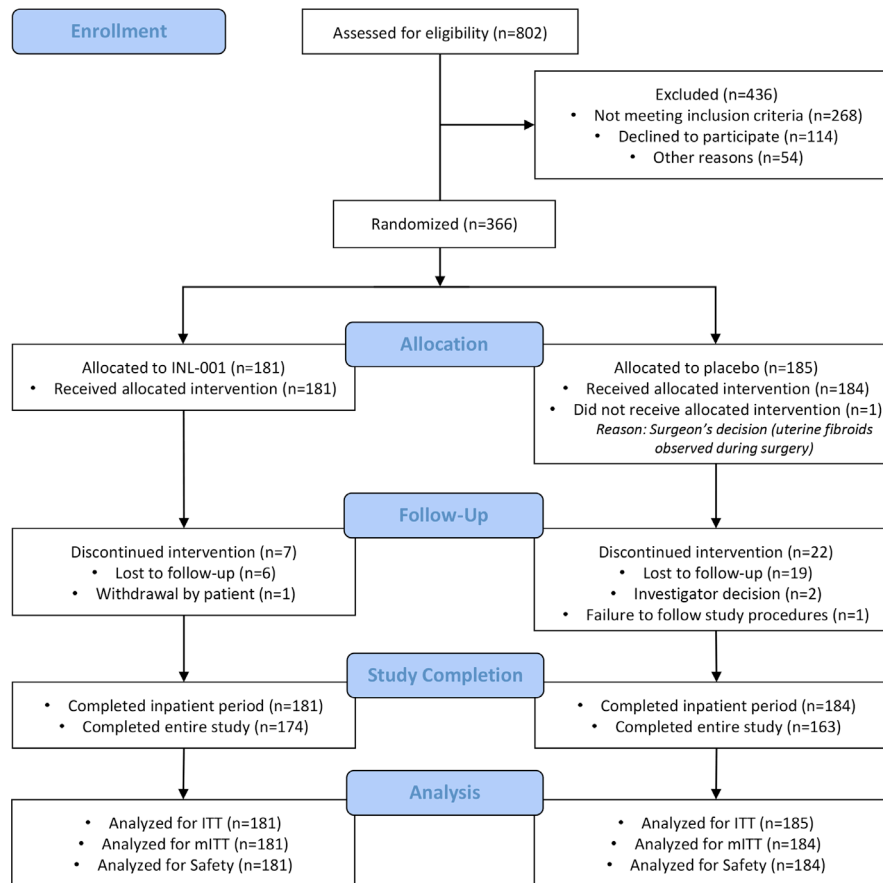 Enrollment
Assessed for eligibility (n=802)
Excluded (n=436)
• Not meeting inclusion criteria (n=268)
• Declined to participate (n=114)
• Other reasons (n=54)
Randomized (n=366)
Allocation
Allocated to INL-001 (n=181)
• Received allocated intervention (n=181)
Allocated to placebo (n=185)
• Received allocated intervention (n=184)
• Did not receive allocated intervention (n=1)
Reason: Surgeon's decision (uterine fibroids
observed during surgery)
Follow-Up
Discontinued intervention (n=7)
• Lost to follow-up (n=6)
• Withdrawal by patient (n=1)
Discontinued intervention (n=22)
• Lost to follow-up (n=19)
• Investigator decision (n=2)
• Failure to follow study procedures (n=1)
Study Completion
• Completed inpatient period (n=181)
• Completed entire study (n=174)
• Completed inpatient period (n=184)
• Completed entire study (n=163)
Analysis
• Analyzed for ITT (n=181)
• Analyzed for mITT (n=181)
• Analyzed for Safety (n=181)
• Analyzed for ITT (n=185)
• Analyzed for mITT (n=184)
• Analyzed for Safety (n=184)